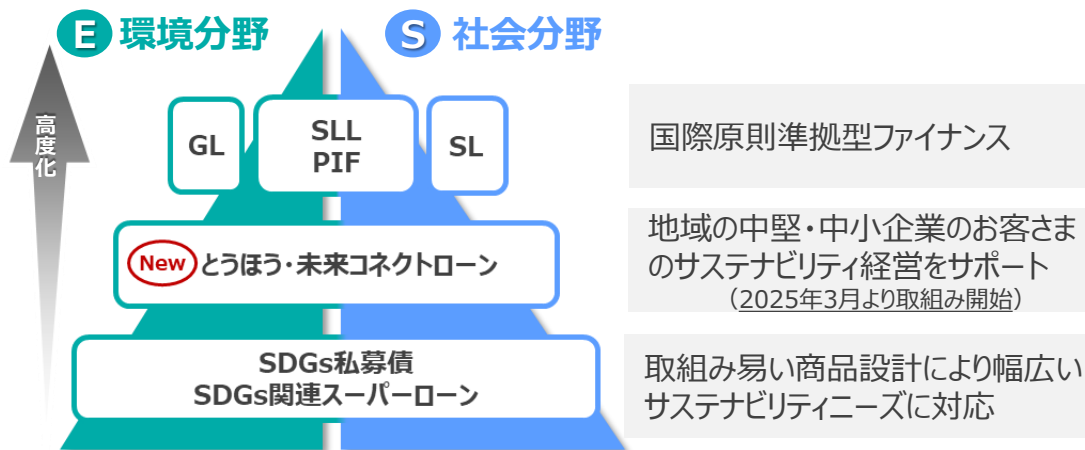 E 環境分野
S 社会分野
高度化
GL
SLL
PIF
SL
国際原則準拠型ファイナンス
New とうほう・未来コネクトローン
地域の中堅・中小企業のお客さま
のサステナビリティ経営をサポート
（2025年3月より取組み開始）
SDGs私募債
SDGs関連スーパーローン
取組み易い商品設計により幅広い
サステナビリティニーズに対応